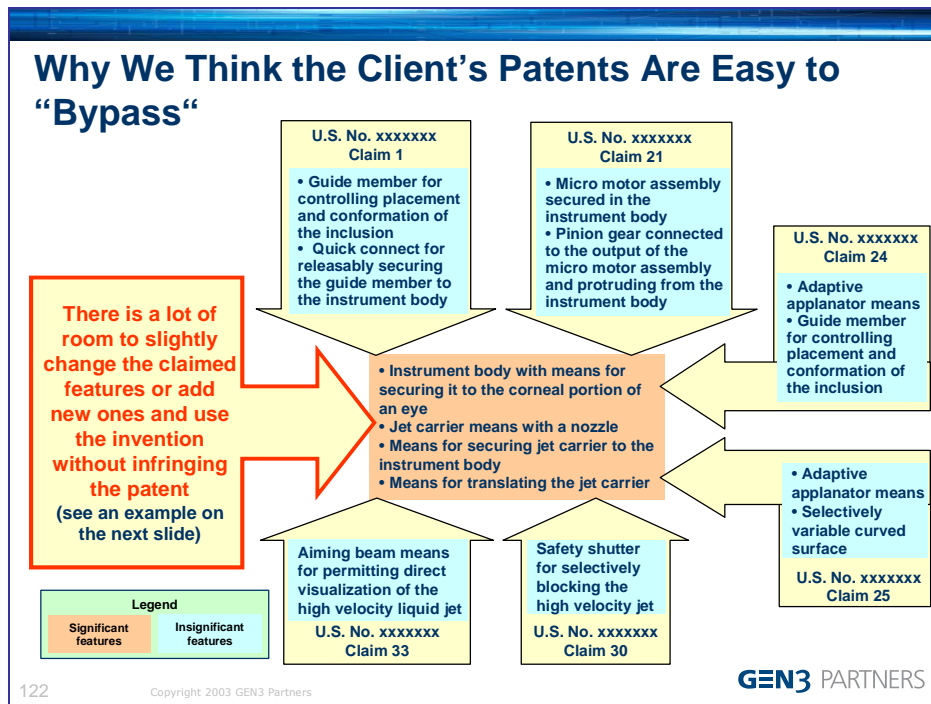 Why We Think the Client's Patents Are Easy to
“Bypass“
U.S. No. xxxxxxx
Claim 1
• Guide member for
controlling placement
and conformation of
the inclusion
• Quick connect for
releasably securing
the guide member to
the instrument body
U.S. No. xxxxxxx
Claim 21
• Micro motor assembly
secured in the
instrument body
• Pinion gear connected
to the output of the
micro motor assembly
and protruding from the
instrument body
U.S. No. xxxxxxx
Claim 24
• Adaptive
applanator means
• Guide member
for controlling
placement and
conformation of
the inclusion
There is a lot of
room to slightly
change the claimed
features or add
new ones and use
the invention
without infringing
the patent
(see an example on
the next slide)
• Instrument body with means for
securing it to the corneal portion of
an eye
• Jet carrier means with a nozzle
• Means for securing jet carrier to the
instrument body
• Means for translating the jet carrier
• Adaptive
applanator means
• Selectively
variable curved
surface
U.S. No. xxxxxxx
Claim 25
Aiming beam means
for permitting direct
visualization of the
high velocity liquid jet
U.S. No. xxxxxxx
Claim 33
Safety shutter
for selectively
blocking the
high velocity jet
U.S. No. xxxxxxx
Claim 30
Legend
Significant
features
Insignificant
features
122
Copyright 2003 GEN3 Partners
GEN3 PARTNERS